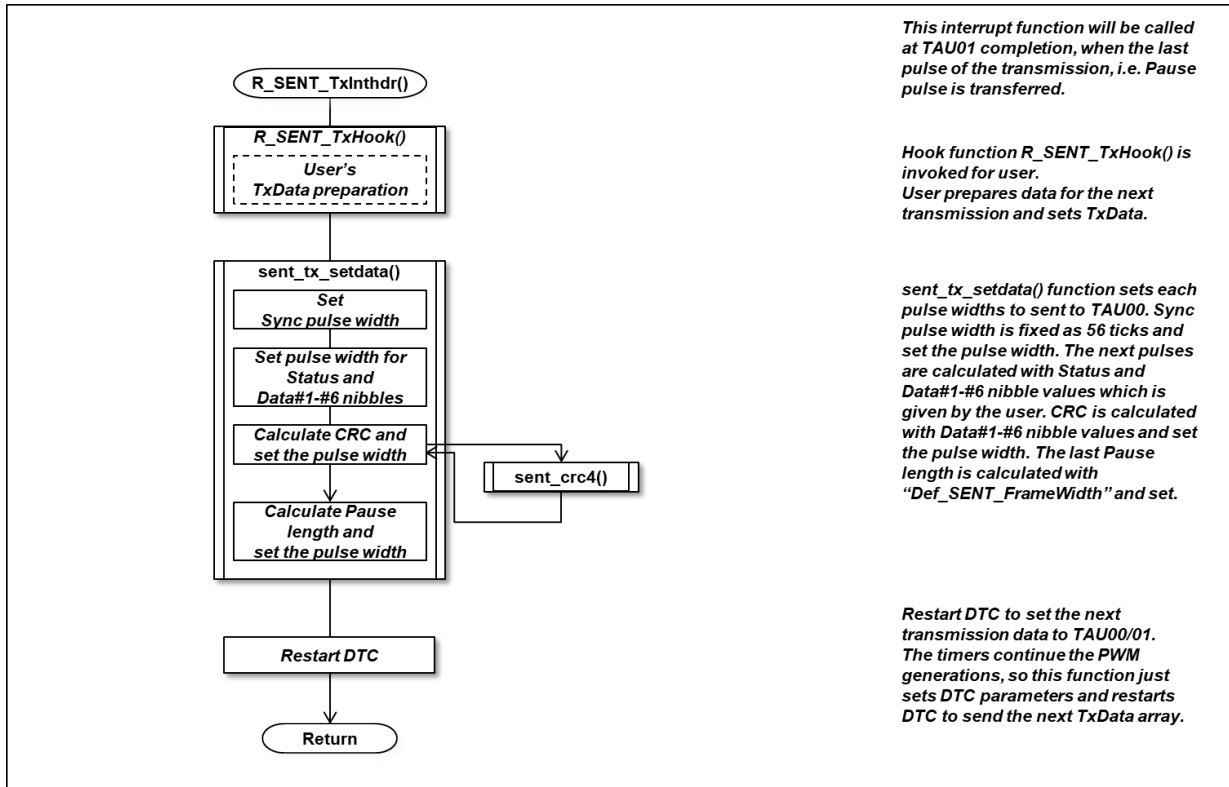 R_SENT_TxInthdr()
R_SENT_TxHook()
User's
TxData preparation
sent_tx_setdata()
Set
Sync pulse width
Set pulse width for
Status and
Data#1-#6 nibbles
Calculate CRC and
set the pulse width
sent_crc4()
Calculate Pause
length and
set the pulse width
Restart DTC
Return
This interrupt function will be called
at TAU01 completion, when the last
pulse of the transmission, i.e. Pause
pulse is transferred.
Hook function R_SENT_TxHook() is
invoked for user.
User prepares data for the next
transmission and sets TxData.
sent_tx_setdata() function sets each
pulse widths to sent to TAU00. Sync
pulse width is fixed as 56 ticks and
set the pulse width. The next pulses
are calculated with Status and
Data#1-#6 nibble values which is
given by the user. CRC is calculated
with Data#1-#6 nibble values and set
the pulse width. The last Pause
length is calculated with
“Def_SENT_FrameWidth” and set.
Restart DTC to set the next
transmission data to TAU00/01.
The timers continue the PWM
generations, so this function just
sets DTC parameters and restarts
DTC to send the next TxData array.